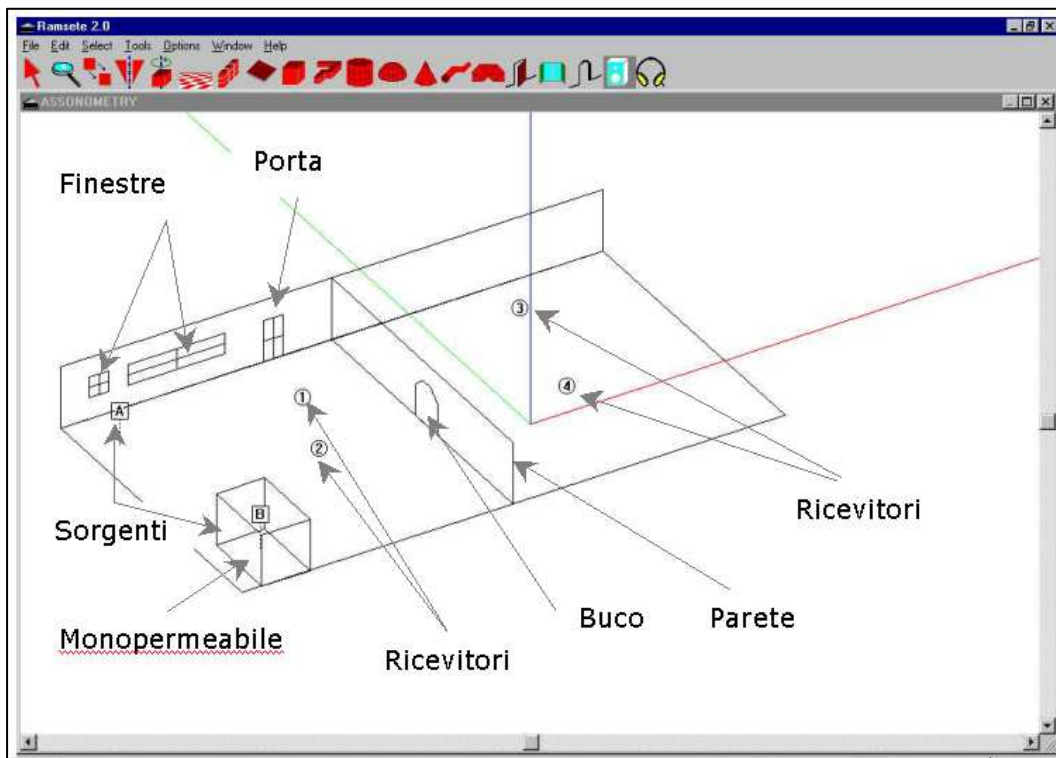 Ramsete 2.0
File Edit Select Tools Options Window Help
ASSONOMETRY
Porta
Finestre
3
4
A
1
2
B
Ricevitori
Sorgenti
Monopermeabile
Ricevitori
Buco
Parete